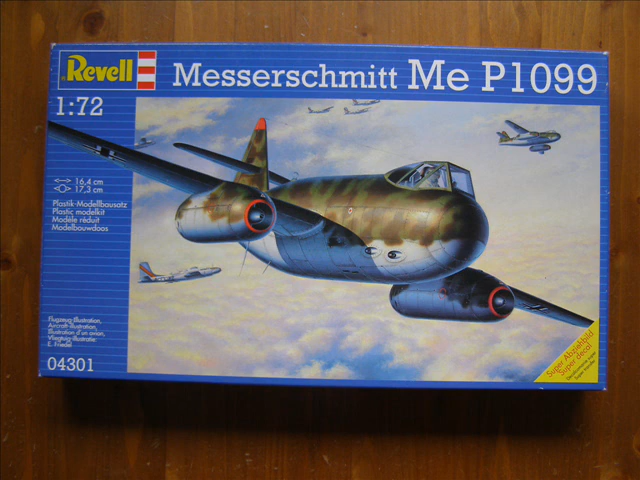 Revell
Messerschmitt Me P1099
1:72
16,4 cm
17,3 cm
Plastik-Modellbausatz
Plastic modelkit
Modèle réduit
Modelbouwdoos
Flugzeug-Illustration,
Aircraft-Illustration,
Illustration d'un avion,
Vliegtuig-illustratie:
E. Friedel
04301
Super Abziehbild
Super decal